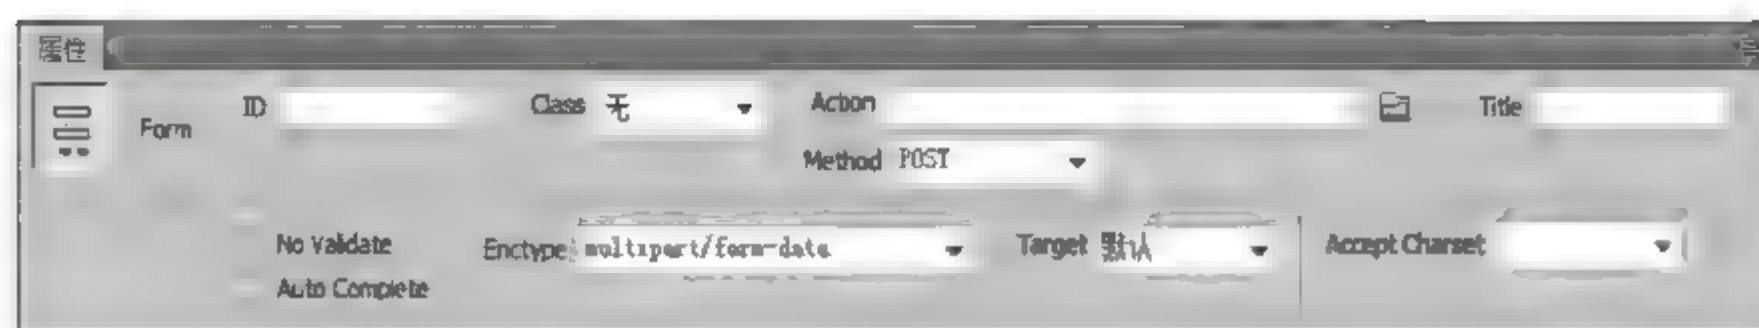 属性
ID Class 无 Action Title
Form
Method POST
No Validate Enctype multipart/form-data Target 默认 Accept Charset
Auto Complete